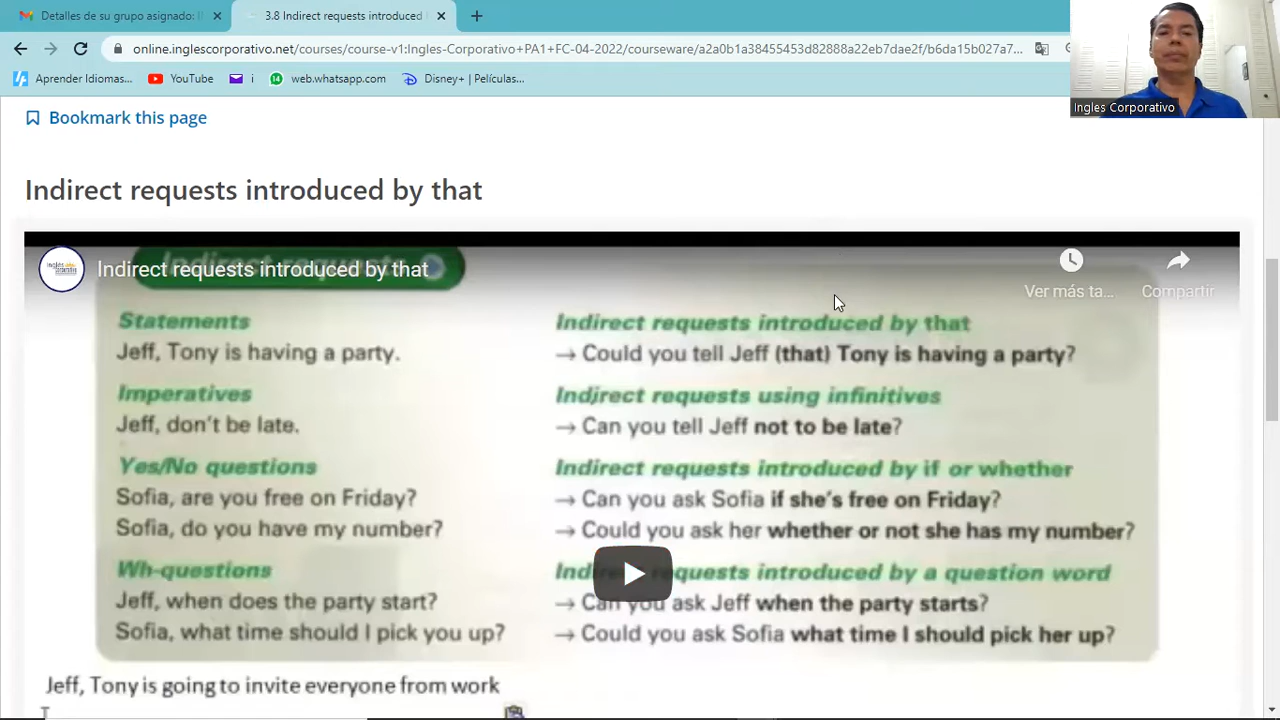 Detalles de su grupo asignado: I
3.8 Indirect requests introduced
online.inglescorporativo.net/courses/course-v1:Ingles-Corporativo+PA1+FC-04-2022/courseware/a2a0b1a38455453d82888a22eb7dae2f/b6da15b027a7...
Aprender Idiomas...
YouTube
i
web.whatsapp.com
Disney+ | Películas...
Ingles Corporativo
Bookmark this page
Indirect requests introduced by that
Indirect requests introduced by that
Ver más ta...
Compartir
Statements
Indirect requests introduced by that
Jeff, Tony is having a party.
→ Could you tell Jeff (that) Tony is having a party?
Imperatives
Indirect requests using infinitives
Jeff, don't be late.
→ Can you tell Jeff not to be late?
Yes/No questions
Indirect requests introduced by if or whether
Sofia, are you free on Friday?
→ Can you ask Sofia if she's free on Friday?
Sofia, do you have my number?
→ Could you ask her whether or not she has my number?
Wh-questions
Indirect requests introduced by a question word
Jeff, when does the party start?
→ Can you ask Jeff when the party starts?
Sofia, what time should I pick you up?
→ Could you ask Sofia what time I should pick her up?
Jeff, Tony is going to invite everyone from work